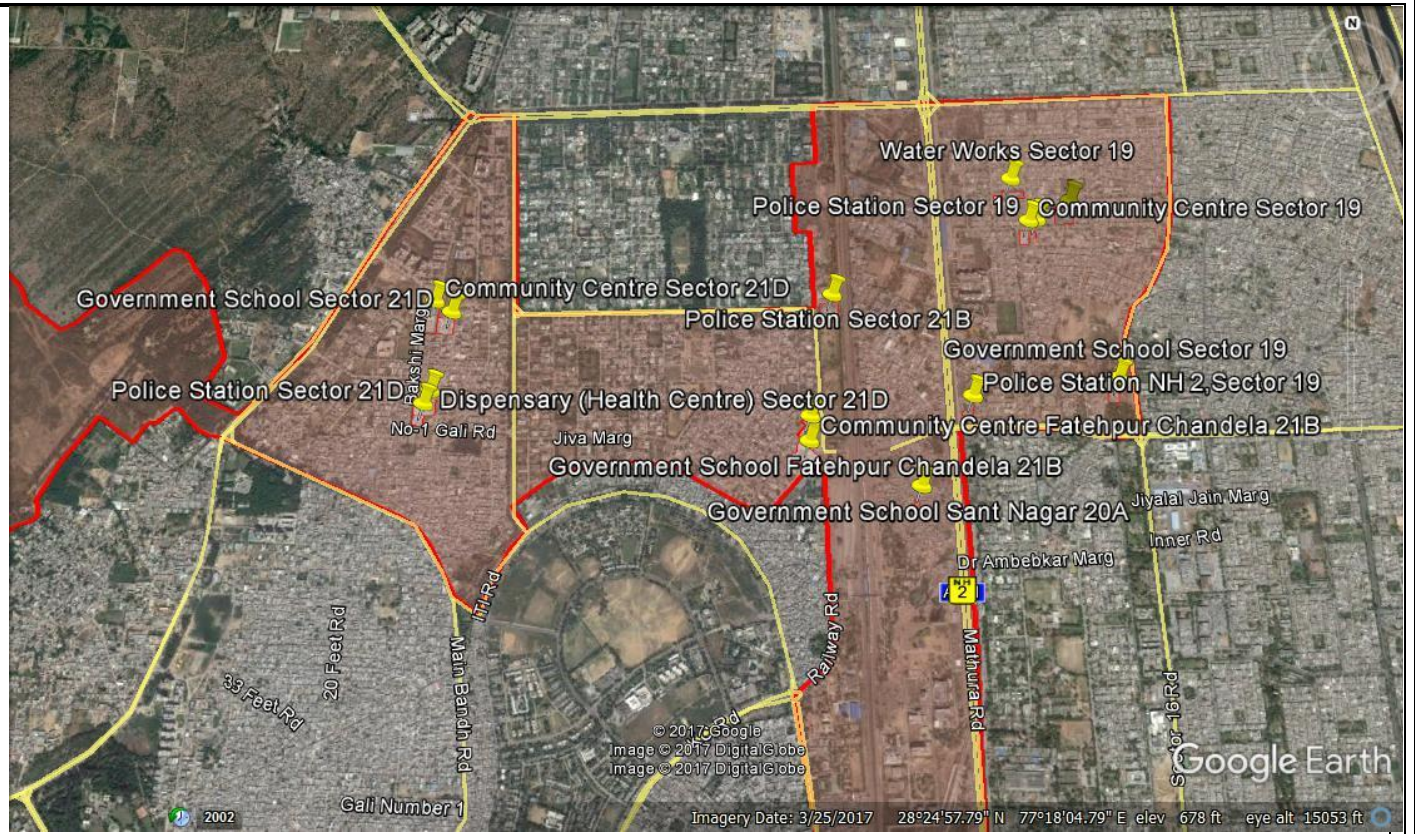 N
Water Works Sector 19
Police Station Sector 19
Community Centre Sector 19
Government School Sector 21D
Community Centre Sector 21D
Police Station Sector 21B
Bakshi Marg
Government School Sector 19
Police Station Sector 21D
Dispensary (Health Centre) Sector 21D
Police Station NH 2,Sector 19
No-1 Gali Rd
Jiva Marg
Community Centre Fatehpur Chandela 21B
Government School Fatehpur Chandela 21B
Government School Sant Nagar 20A
Jiyalal Jain Marg
Inner Rd
Dr Ambebkar Marg
NH
2
ITI Rd
Railway Rd
20 Feet Rd
33 Feet Rd
Main Bandh Rd
Mathura Rd
Sector 16 Rd
Rd
© 2017 Google
Image © 2017 DigitalGlobe
Image © 2017 DigitalGlobe
Google Earth
Gali Number 1
2002
Imagery Date: 3/25/2017 28°24'57.79" N 77°18'04.79" E elev 678 ft eye alt 15053 ft